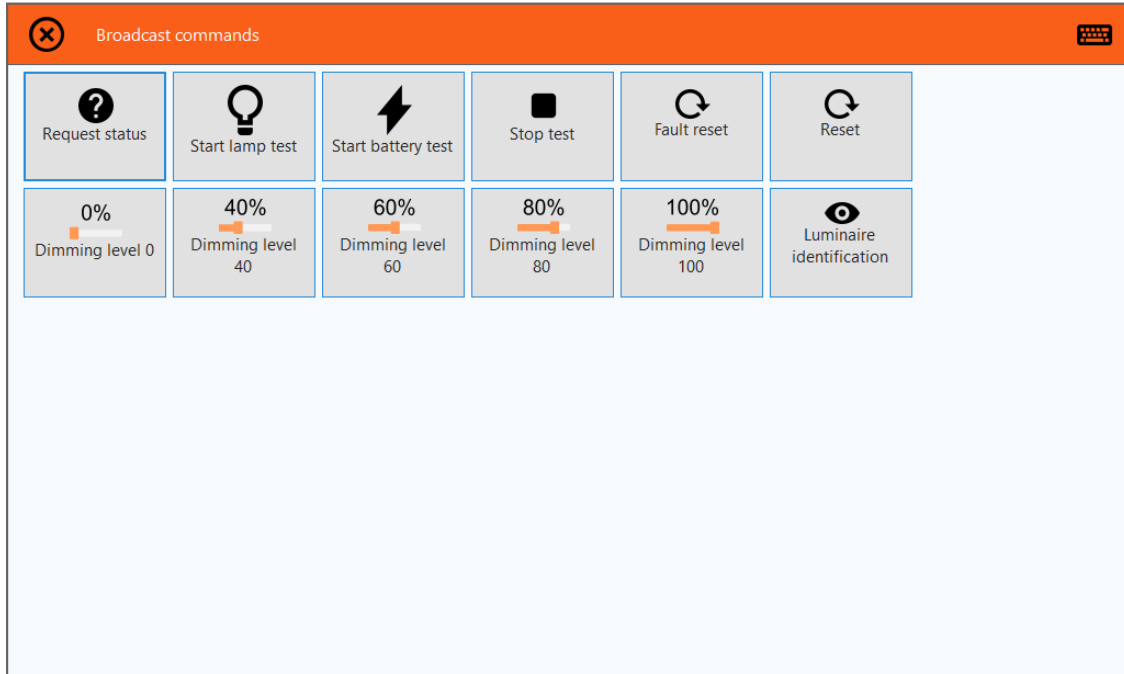 Broadcast commands
Request status
Start lamp test
Start battery test
Stop test
Fault reset
Reset
0%
Dimming level 0
40%
Dimming level
40
60%
Dimming level
60
80%
Dimming level
80
100%
Dimming level
100
Luminaire
identification